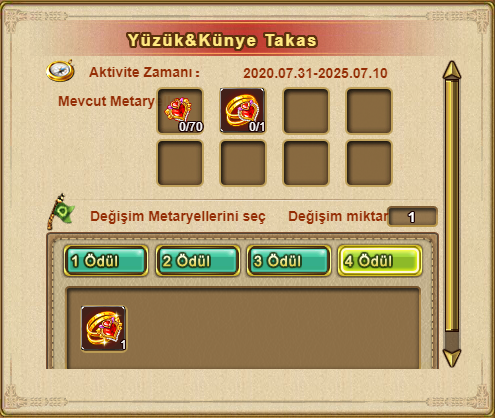 Yüzük&Künye Takas
Aktivite Zamanı : 2020.07.31-2025.07.10
Mevcut Metary
0/70 0/1
Değişim Metaryellerini seç Değişim miktar 1
1 Ödül 2 Ödül 3 Ödül 4 Ödül
1